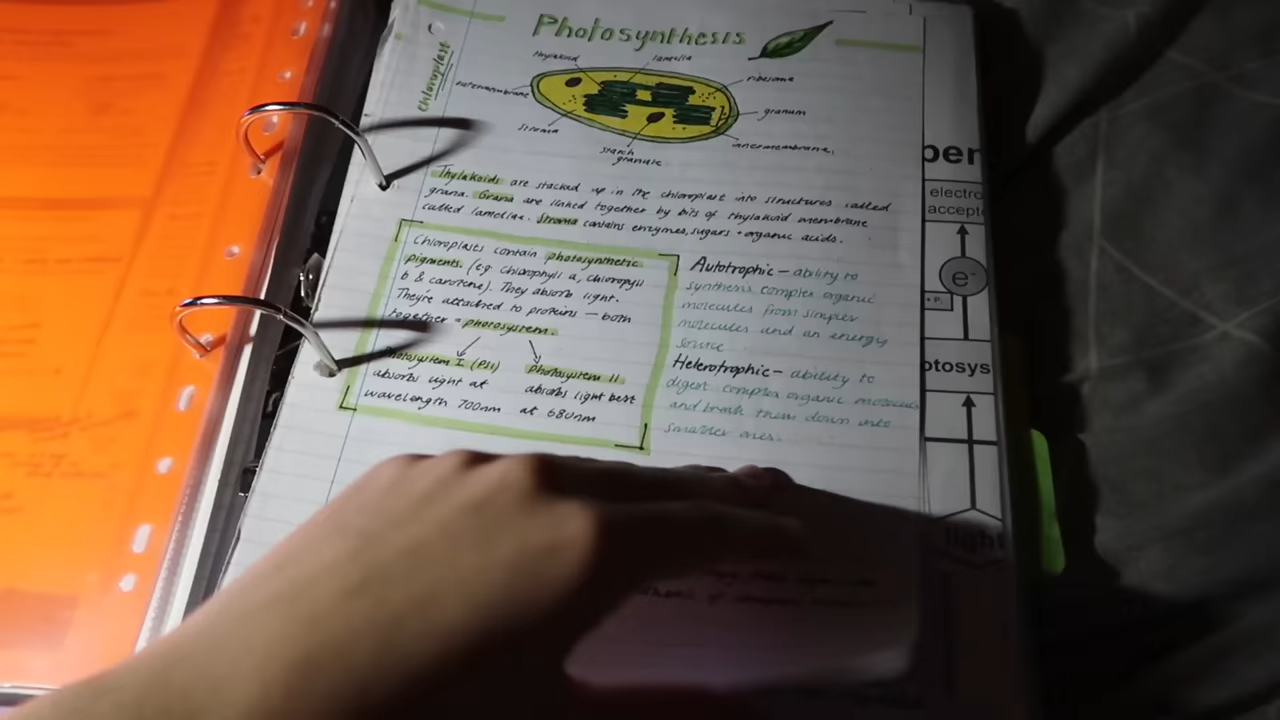 Photosynthesis
Chloroplast
thylakoid
lamella
outermembrane
ribosome
granum
stroma
starch
granule
innermembrane.
Thylakoids are stacked up in the chloroplast into structures called
grana. Grana are linked together by bits of thylakoid membrane
called lamellae. Stroma contains enzymes, sugars + organic acids.
Chloroplasts contain photosynthetic
pigments. (eg chlorophyll a, chloropyll
b & carotene). They absorb light.
They're attached to proteins — both
together = photosystem.
Photosystem I (PSI)
absorbs light at
wavelength 700nm
Photosystem II
absorbs light best
at 680nm
Autotrophic — ability to
synthesis complex organic
molecules from simpler
molecules and an energy
source
Heterotrophic — ability to
digest complex organic molecules
and break them down into
smaller ones.
pen
electro
accepto
e-
+ Pi
otosys
light